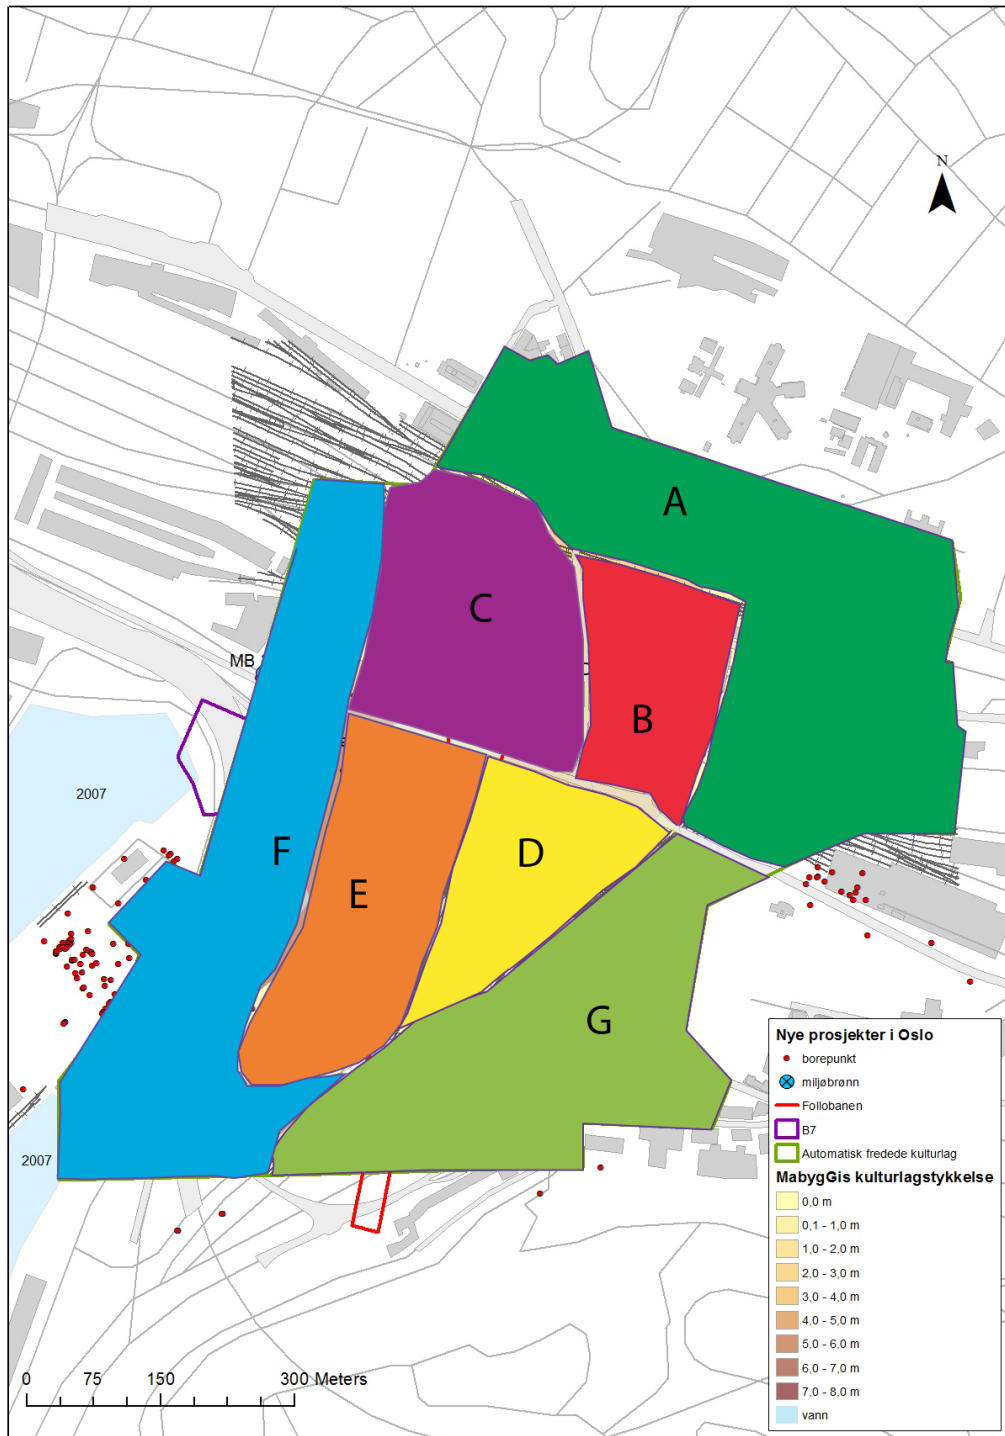 N
A
C
MB
B
2007
F
D
E
G
2007
Nye prosjekter i Oslo
borepunkt
miljøbrønn
Follobanen
B7
Automatisk fredede kulturlag
MabygGis kulturlagstykkelse
0,0 m
0,1 - 1,0 m
1,0 - 2,0 m
2,0 - 3,0 m
3,0 - 4,0 m
4,0 - 5,0 m
5,0 - 6,0 m
6,0 - 7,0 m
7,0 - 8,0 m
vann
0 75 150 300 Meters